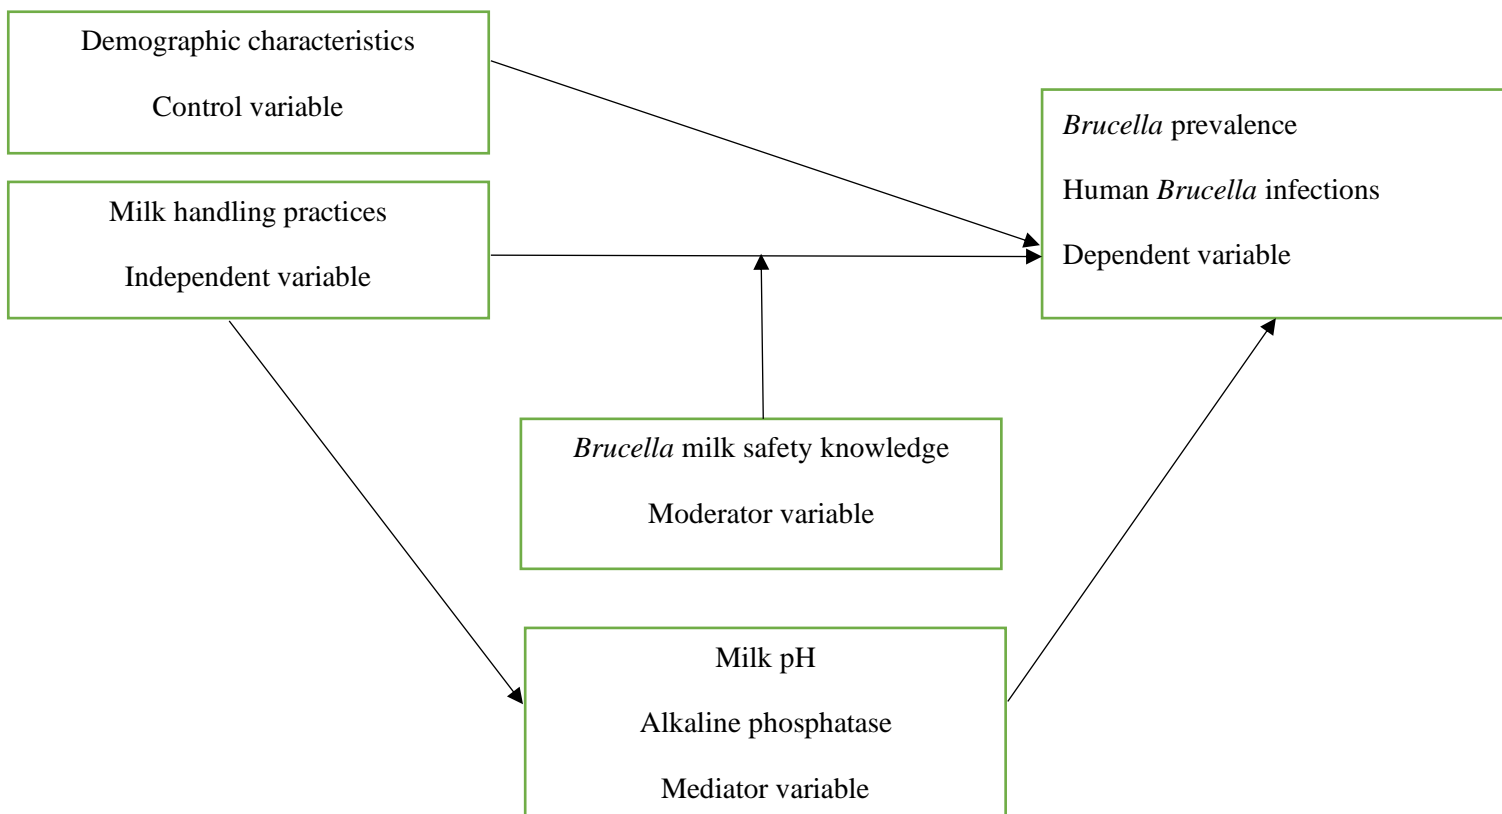 Demographic characteristics
Control variable
Milk handling practices
Independent variable
Brucella prevalence
Human Brucella infections
Dependent variable
Brucella milk safety knowledge
Moderator variable
Milk pH
Alkaline phosphatase
Mediator variable